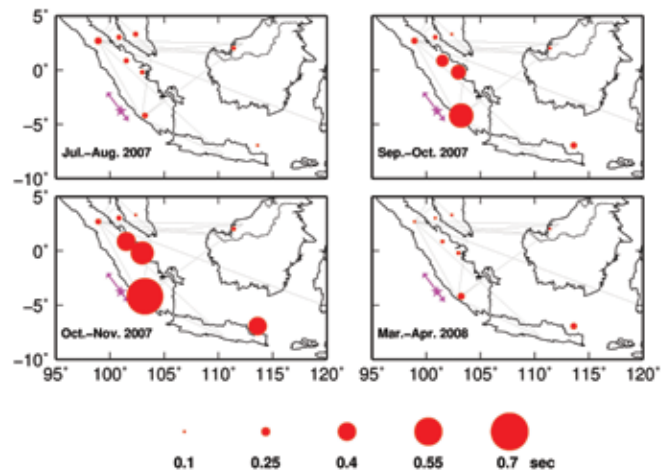 5°
0°
−5°
−10°
Jul.-Aug. 2007
Sep.-Oct. 2007
5°
0°
−5°
−10°
Oct.-Nov. 2007
Mar.-Apr. 2008
95° 100° 105° 110° 115° 120° 95° 100° 105° 110° 115° 120°
0.1 0.25 0.4 0.55 0.7 sec